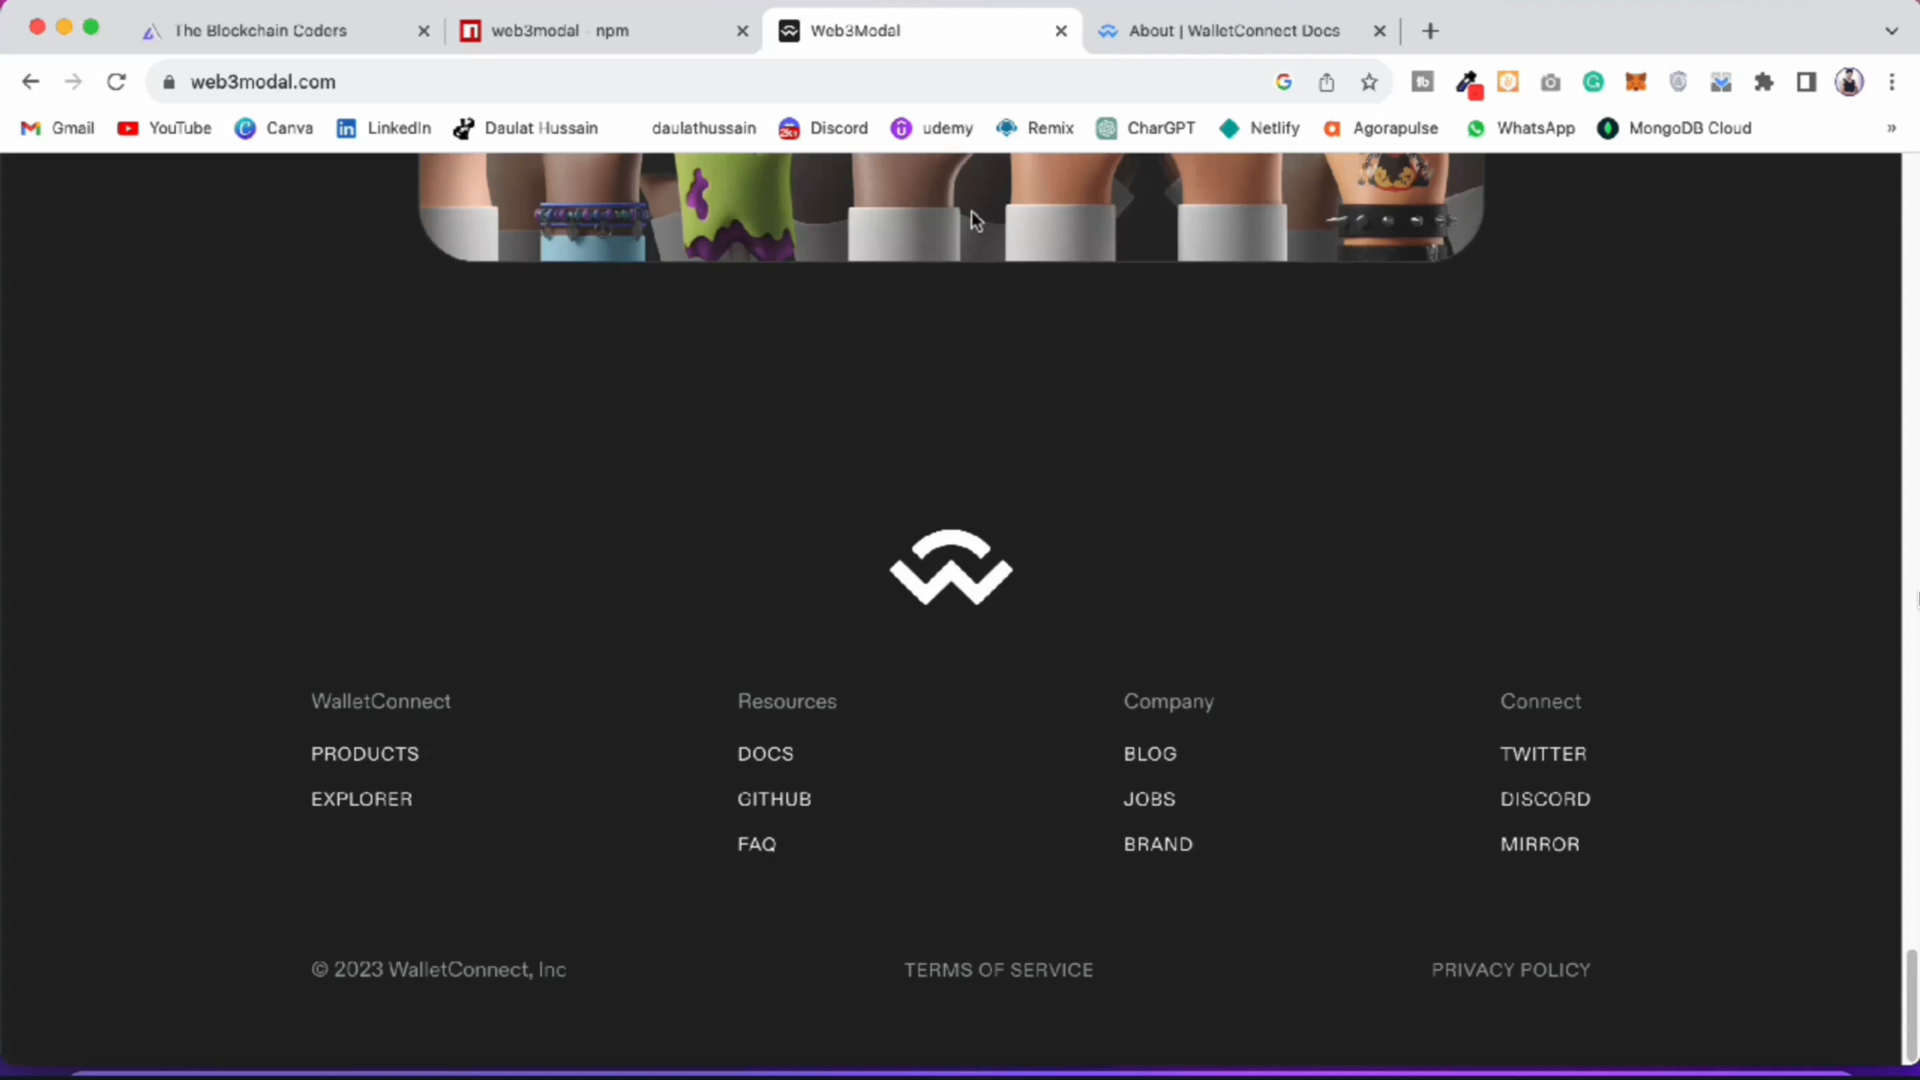 The Blockchain Coders
web3modal - npm
Web3Modal
About | WalletConnect Docs
web3modal.com
Gmail
YouTube
Canva
LinkedIn
Daulat Hussain
daulathussain
Discord
udemy
Remix
CharGPT
Netlify
Agorapulse
WhatsApp
MongoDB Cloud
WalletConnect
PRODUCTS
EXPLORER
Resources
DOCS
GITHUB
FAQ
Company
BLOG
JOBS
BRAND
Connect
TWITTER
DISCORD
MIRROR
© 2023 WalletConnect, Inc
TERMS OF SERVICE
PRIVACY POLICY